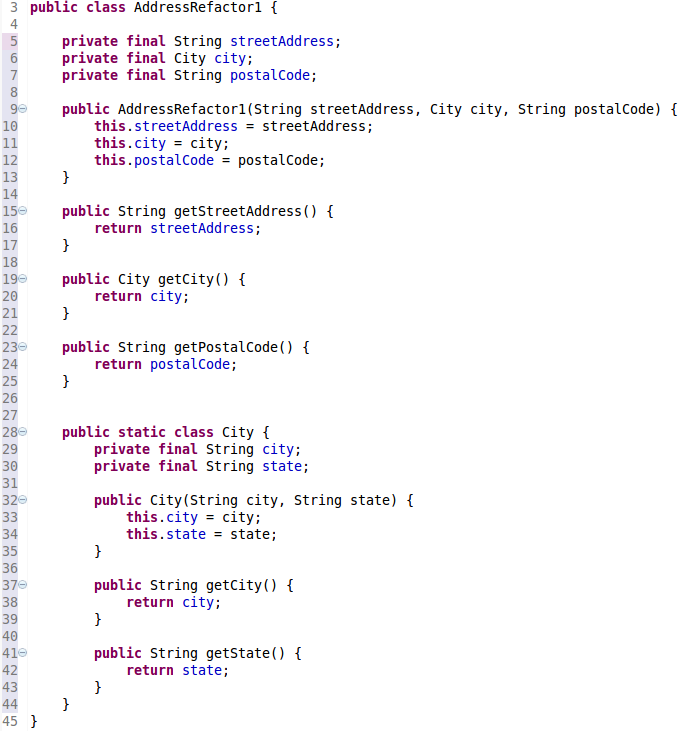 3 public class AddressRefactor1 {
4
5     private final String streetAddress;
6     private final City city;
7     private final String postalCode;
8
9     public AddressRefactor1(String streetAddress, City city, String postalCode) {
10         this.streetAddress = streetAddress;
11         this.city = city;
12         this.postalCode = postalCode;
13     }
14
15     public String getStreetAddress() {
16         return streetAddress;
17     }
18
19     public City getCity() {
20         return city;
21     }
22
23     public String getPostalCode() {
24         return postalCode;
25     }
26
27
28     public static class City {
29         private final String city;
30         private final String state;
31
32         public City(String city, String state) {
33             this.city = city;
34             this.state = state;
35         }
36
37         public String getCity() {
38             return city;
39         }
40
41         public String getState() {
42             return state;
43         }
44     }
45 }